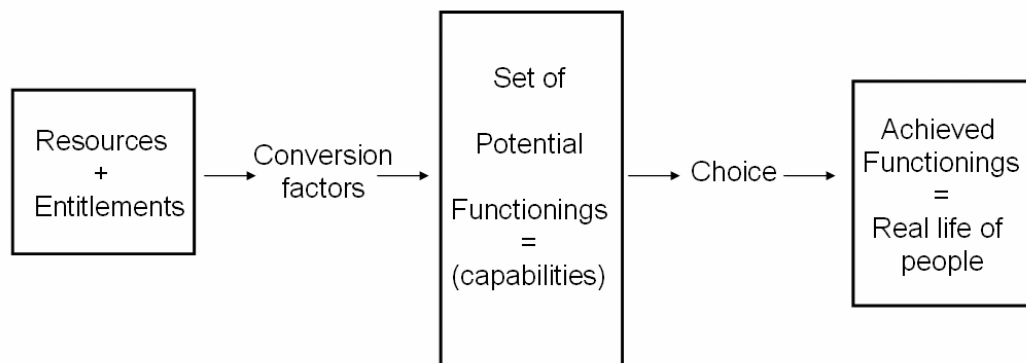 Resources
+
Entitlements
Conversion
factors
Set of
Potential
Functionings
=
(capabilities)
Choice
Achieved
Functionings
=
Real life of
people